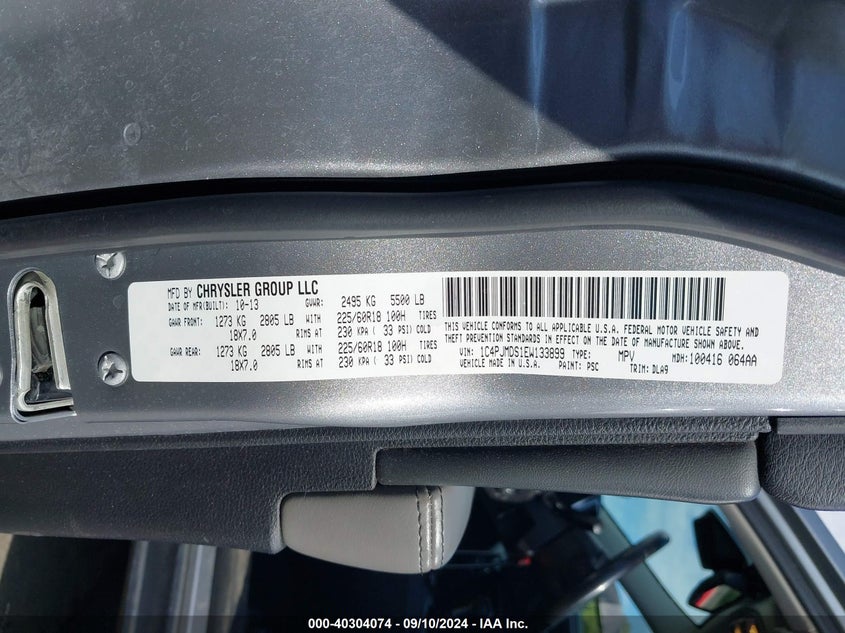 MFD BY CHRYSLER GROUP LLC
DATE OF MFR(BUILT): 10-13 GVWR: 2495 KG 5500 LB
GAWR FRONT: 1273 KG 2805 LB WITH 225/60R18 100H TIRES
18X7.0 RIMS AT 230 KPA ( 33 PSI) COLD
GAWR REAR: 1273 KG 2805 LB WITH 225/60R18 100H TIRES
18X7.0 RIMS AT 230 KPA ( 33 PSI) COLD
THIS VEHICLE CONFORMS TO ALL APPLICABLE U.S.A. FEDERAL MOTOR VEHICLE SAFETY AND
THEFT PREVENTION STANDARDS IN EFFECT ON THE DATE OF MANUFACTURE SHOWN ABOVE.
VIN: 1C4PJMDS1EW133899 TYPE: MPV MDH: 100416 064AA
VEHICLE MADE IN U.S.A. PAINT: PSC TRIM: DLA9
000-40304074 - 09/10/2024 - IAA Inc.